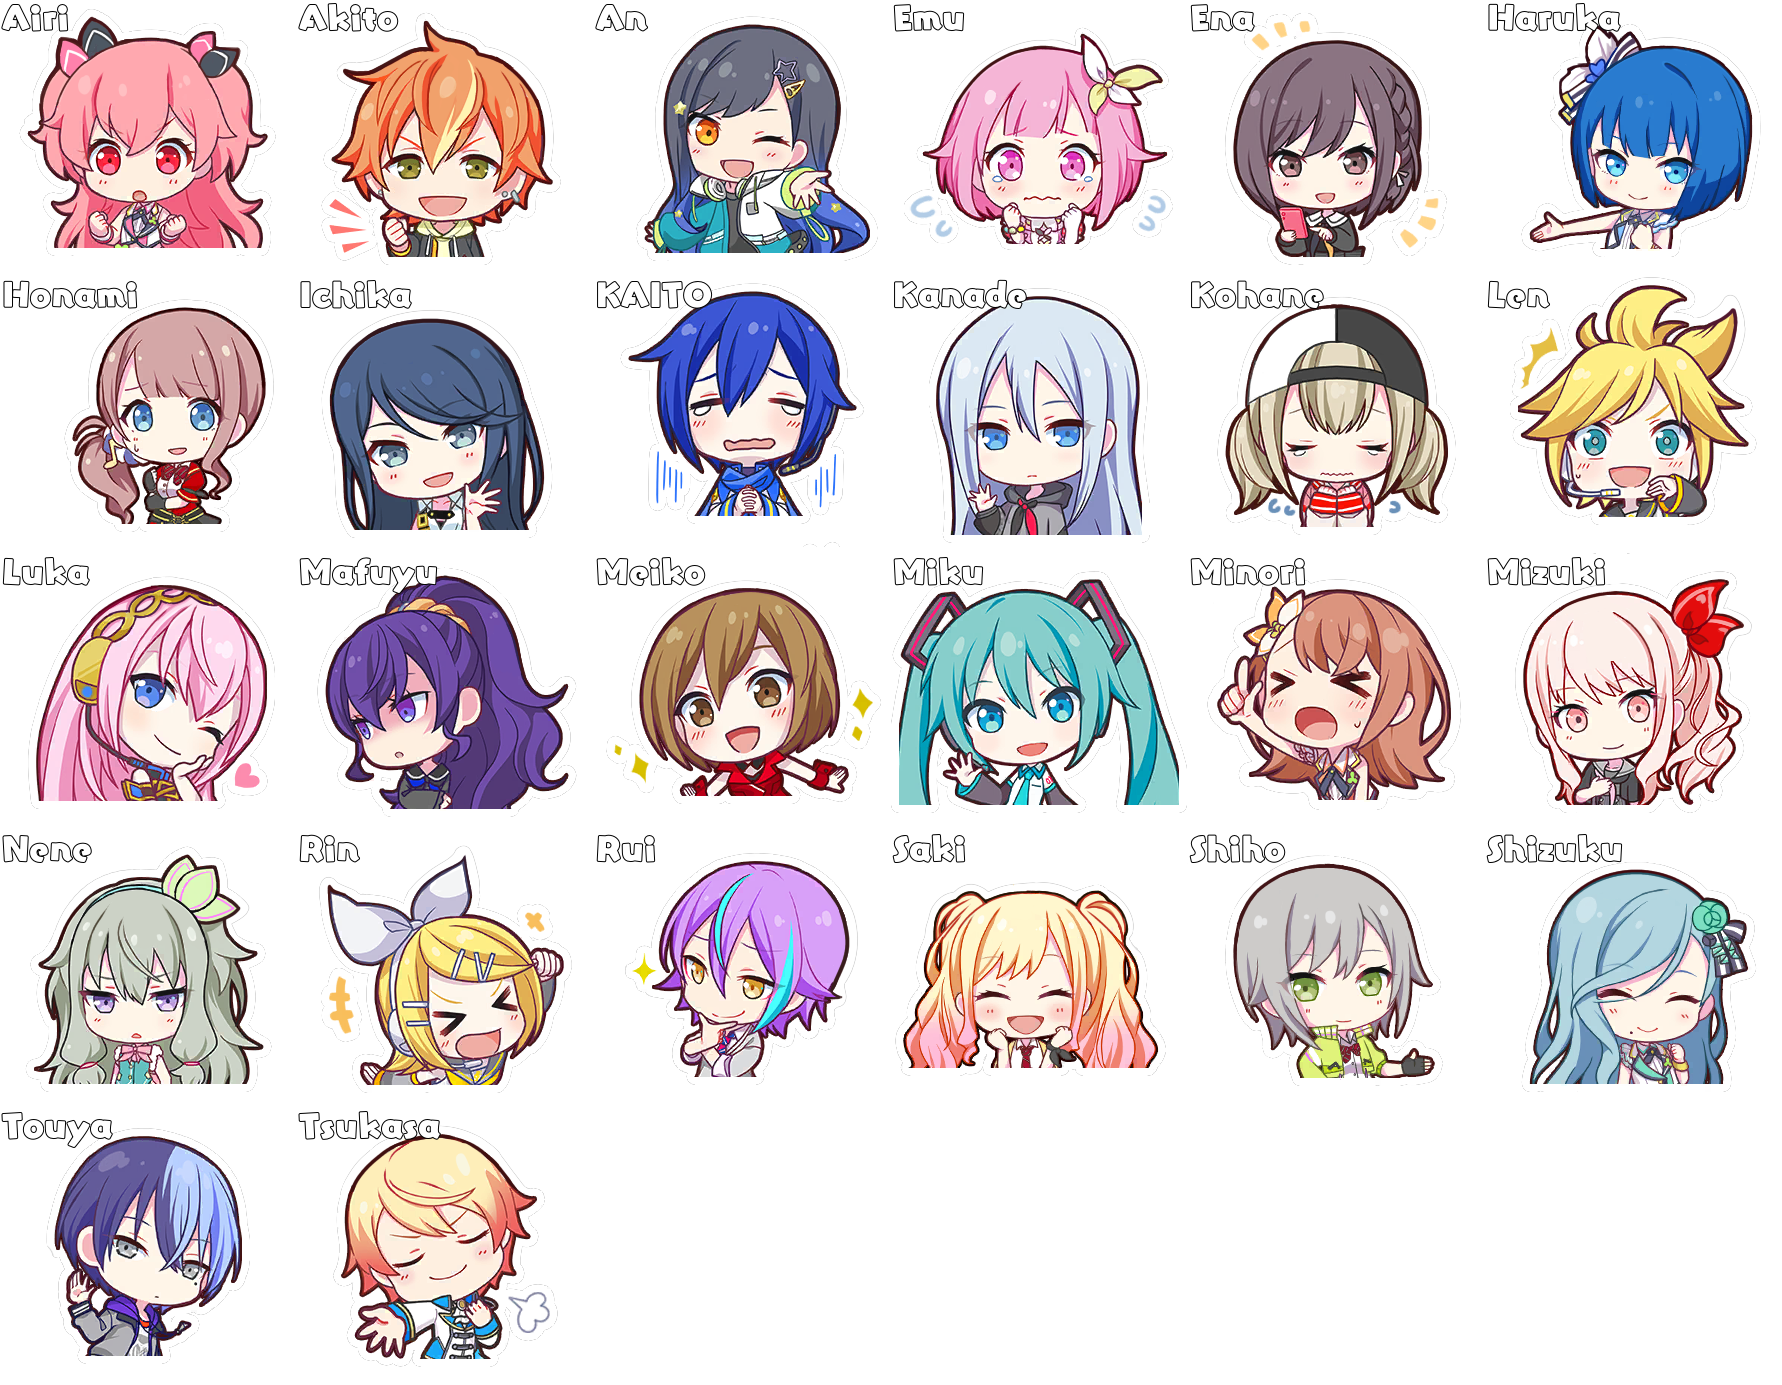 Airi
Akito
An
Emu
Ena
Haruka
Honami
Ichika
KAITO
Kanade
Kohane
Len
Luka
Mafuyu
Meiko
Miku
Minori
Mizuki
Nene
Rin
Rui
Saki
Shiho
Shizuku
Touya
Tsukasa